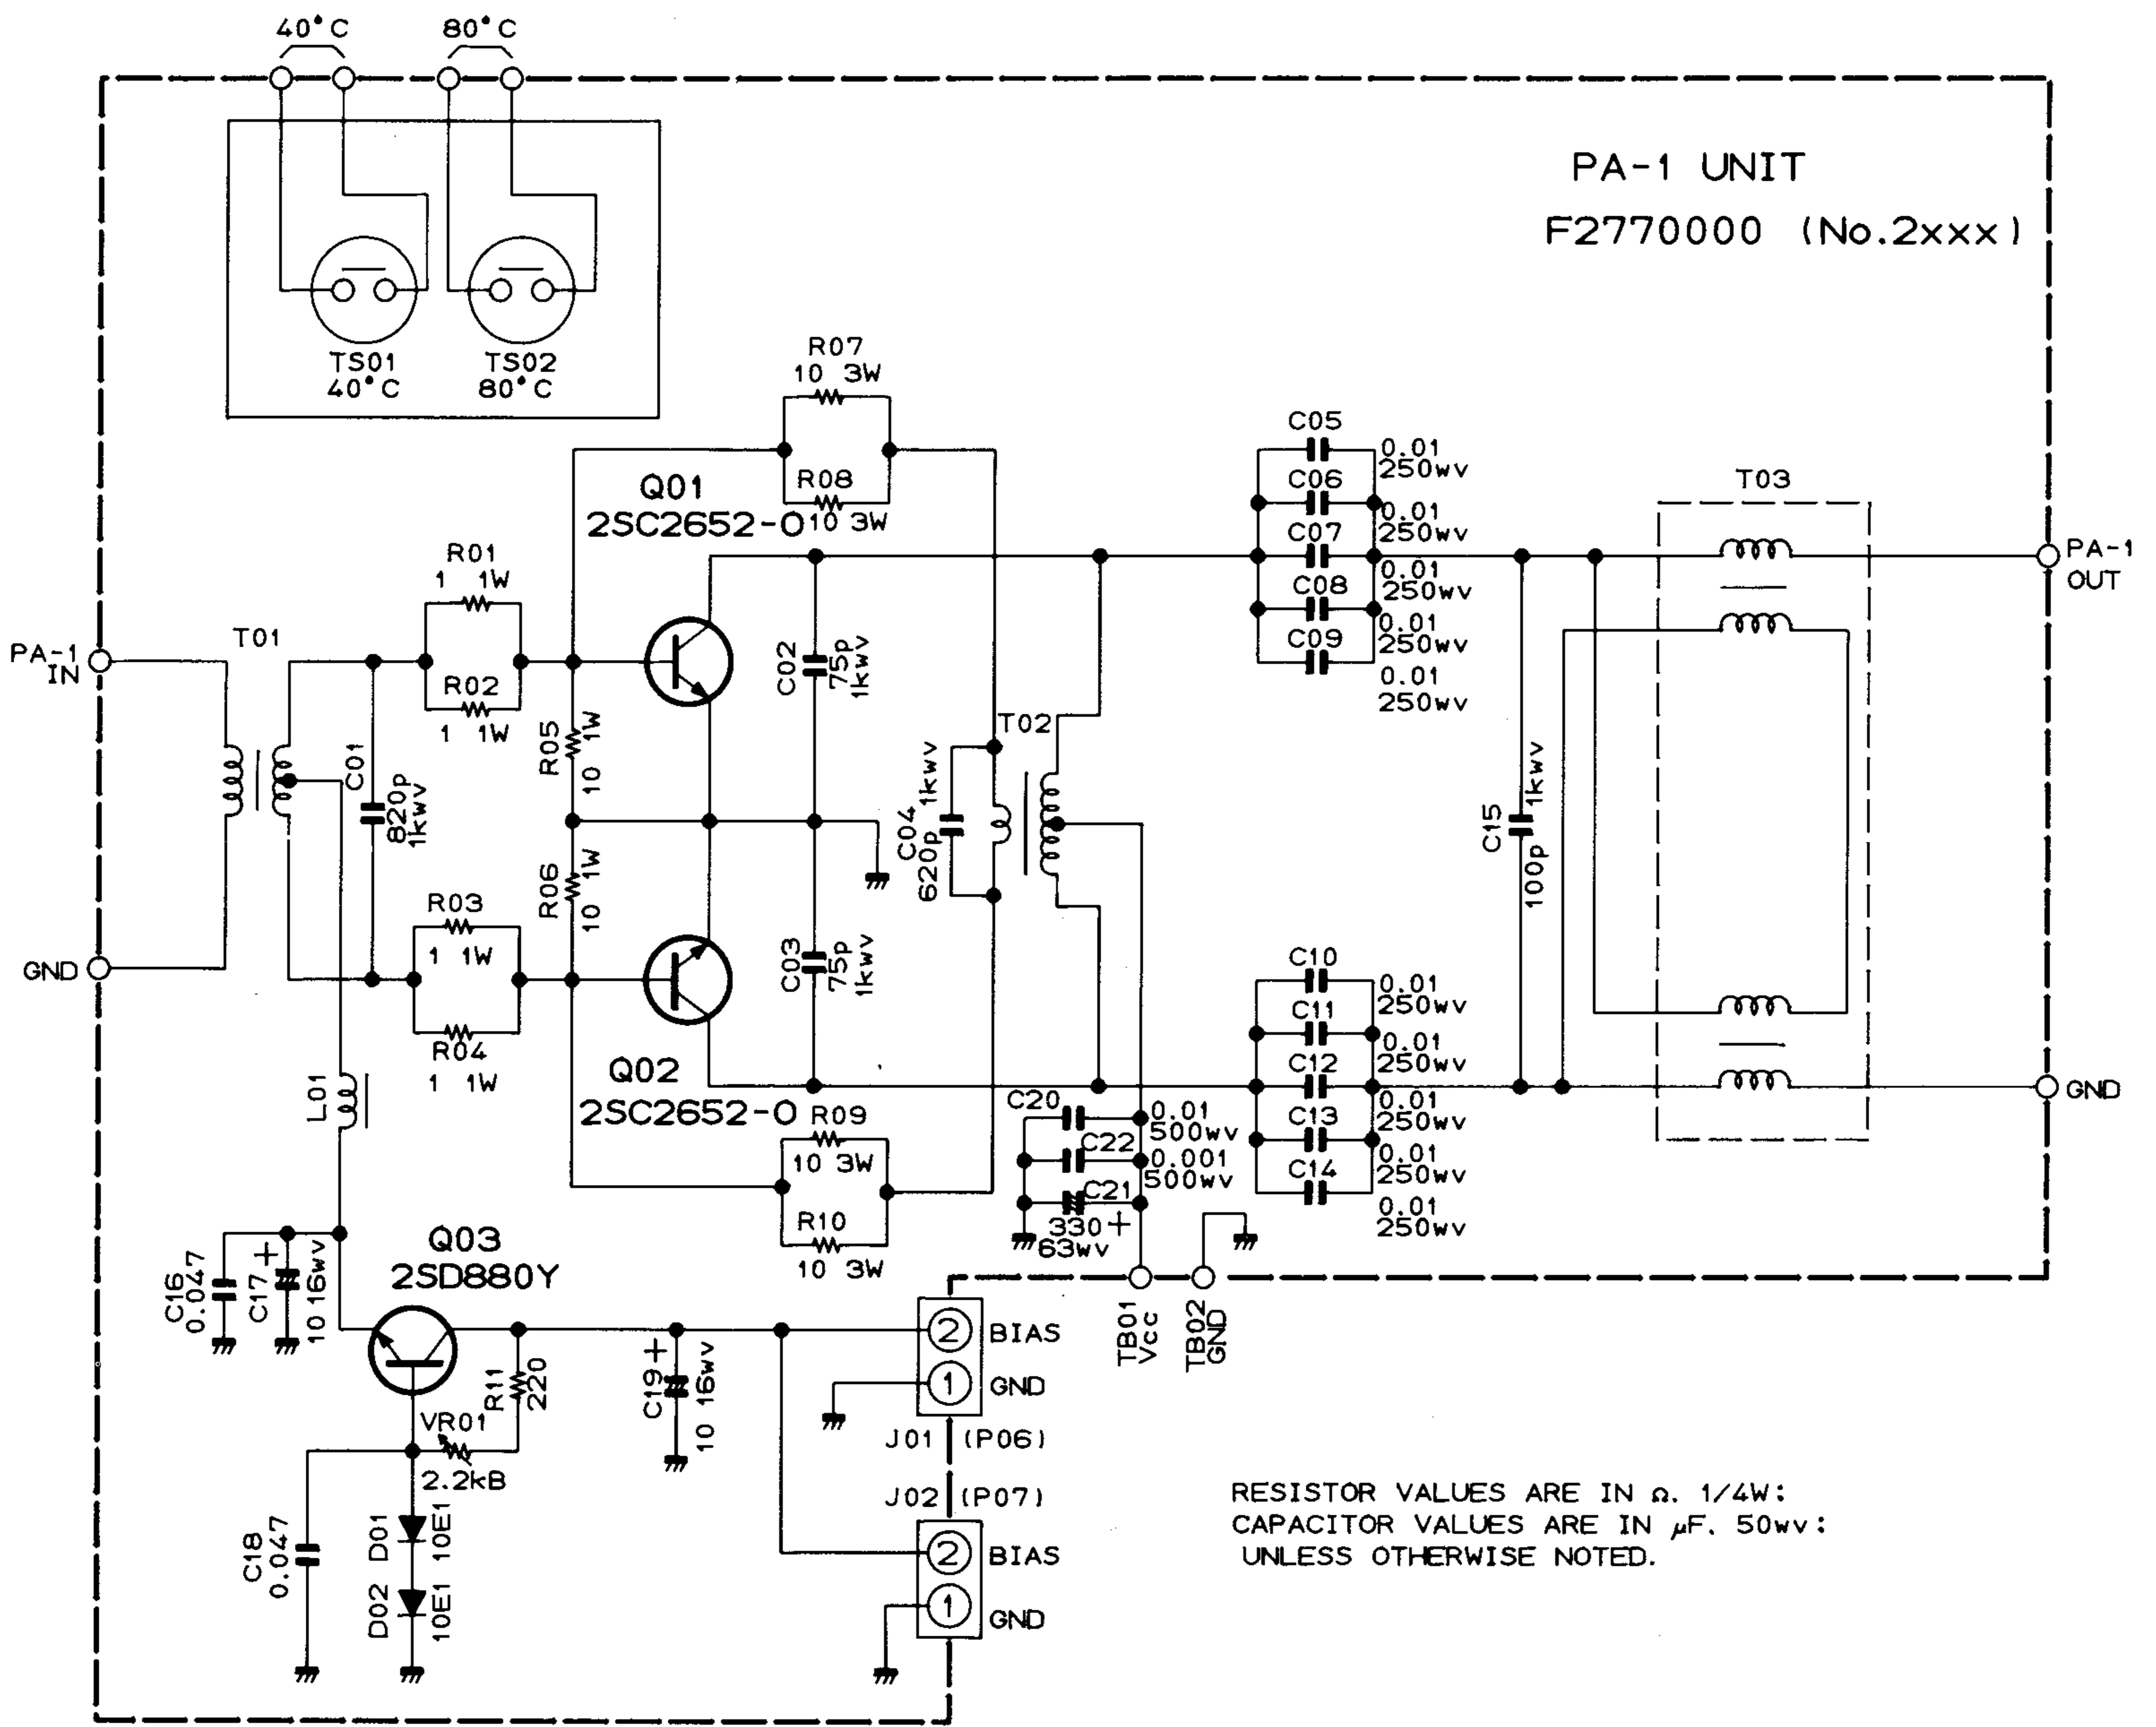 40°C
80°C
PA-1 UNIT
F2770000 (No.2xxx)
TS01
40°C
TS02
80°C
R07
10 3W
R08
10 3W
Q01
2SC2652-O
C05
0.01
250wv
C06
0.01
250wv
C07
0.01
250wv
C08
0.01
250wv
C09
0.01
250wv
T03
PA-1
OUT
R01
1 1W
PA-1
IN
T01
R02
1 1W
C01
820p
1kwv
R05
10 1W
C02
75p
1kwv
T02
C04
620p 1kwv
C15
100p 1kwv
R06
10 1W
R03
1 1W
GND
C03
75p
1kwv
R04
1 1W
Q02
2SC2652-O
L01
R09
10 3W
R10
10 3W
C10
0.01
250wv
C11
0.01
250wv
C12
0.01
250wv
C13
0.01
250wv
C14
0.01
250wv
GND
C20
0.01
500wv
C22
0.001
500wv
C21
330 +
63wv
C16
0.047
C17 +
10 16wv
Q03
2SD880Y
R11
220
C19 +
10 16wv
2
BIAS
1
GND
TB01
Vcc
TB02
GND
VR01
2.2kB
J01 (P06)
J02 (P07)
C18
0.047
D01
10E1
D02
10E1
2
BIAS
1
GND
RESISTOR VALUES ARE IN Ω. 1/4W:
CAPACITOR VALUES ARE IN μF. 50wv:
UNLESS OTHERWISE NOTED.